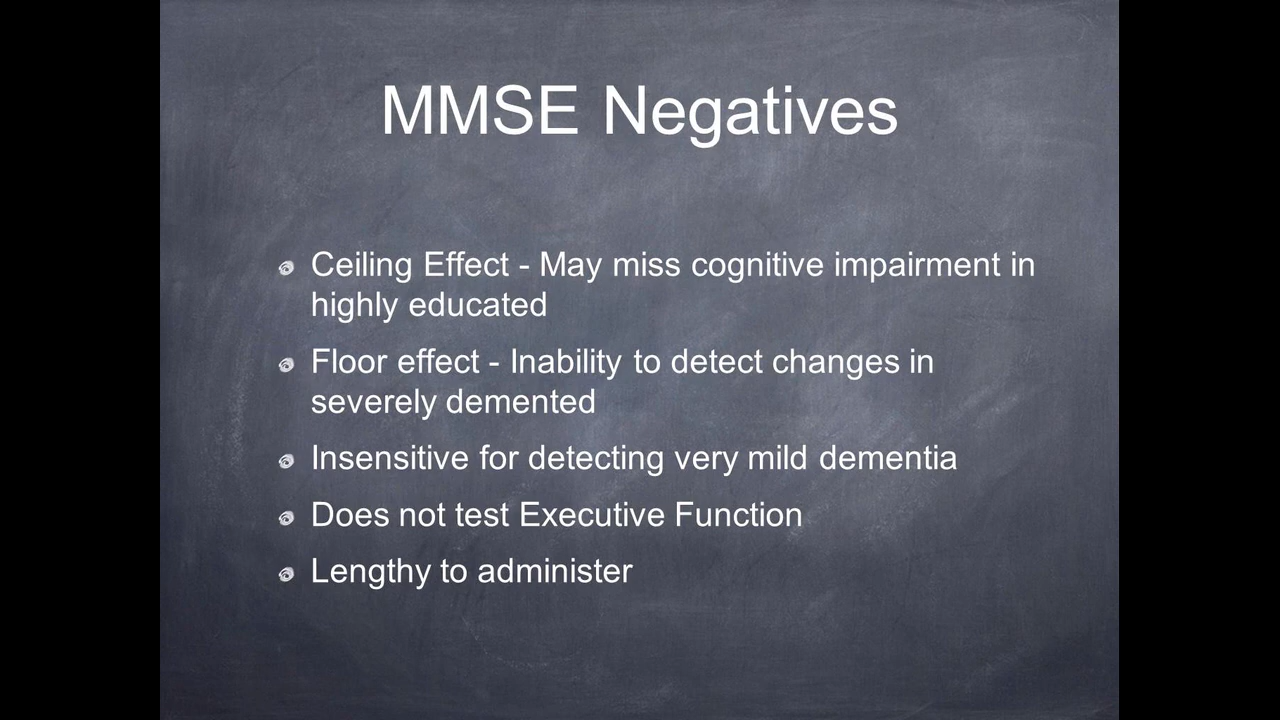 MMSE Negatives
Ceiling Effect - May miss cognitive impairment in
highly educated
Floor effect - Inability to detect changes in
severely demented
Insensitive for detecting very mild dementia
Does not test Executive Function
Lengthy to administer